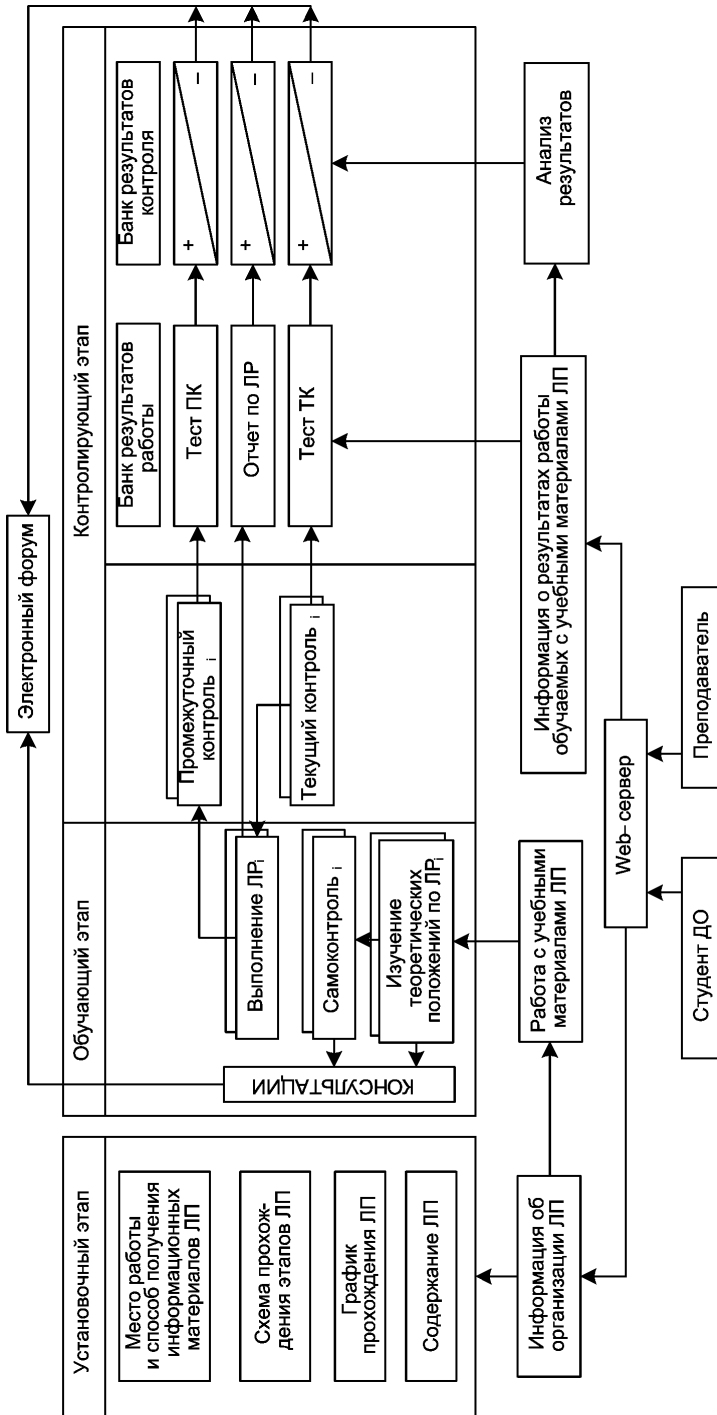 Электронный форум
Установочный этап
Место работы
и способ получения
информационных
материалов ЛП
Схема прохож-
дения этапов ЛП
График
прохождения ЛП
Содержание ЛП
Обучающий этап
КОНСУЛЬТАЦИИ
Выполнение ЛРi
Самоконтроль i
Изучение
теоретических
положений по ЛРi
Контролирующий этап
Промежуточный
контроль i
Текущий контроль i
Банк результатов
работы
Тест ПК
Отчет по ЛР
Тест ТК
Банк результатов
контроля
+ –
+ –
+ –
Информация об
организации ЛП
Работа с учебными
материалами ЛП
Информация о результатах работы
обучаемых с учебными материалами ЛП
Анализ
результатов
Web- сервер
Студент ДО
Преподаватель